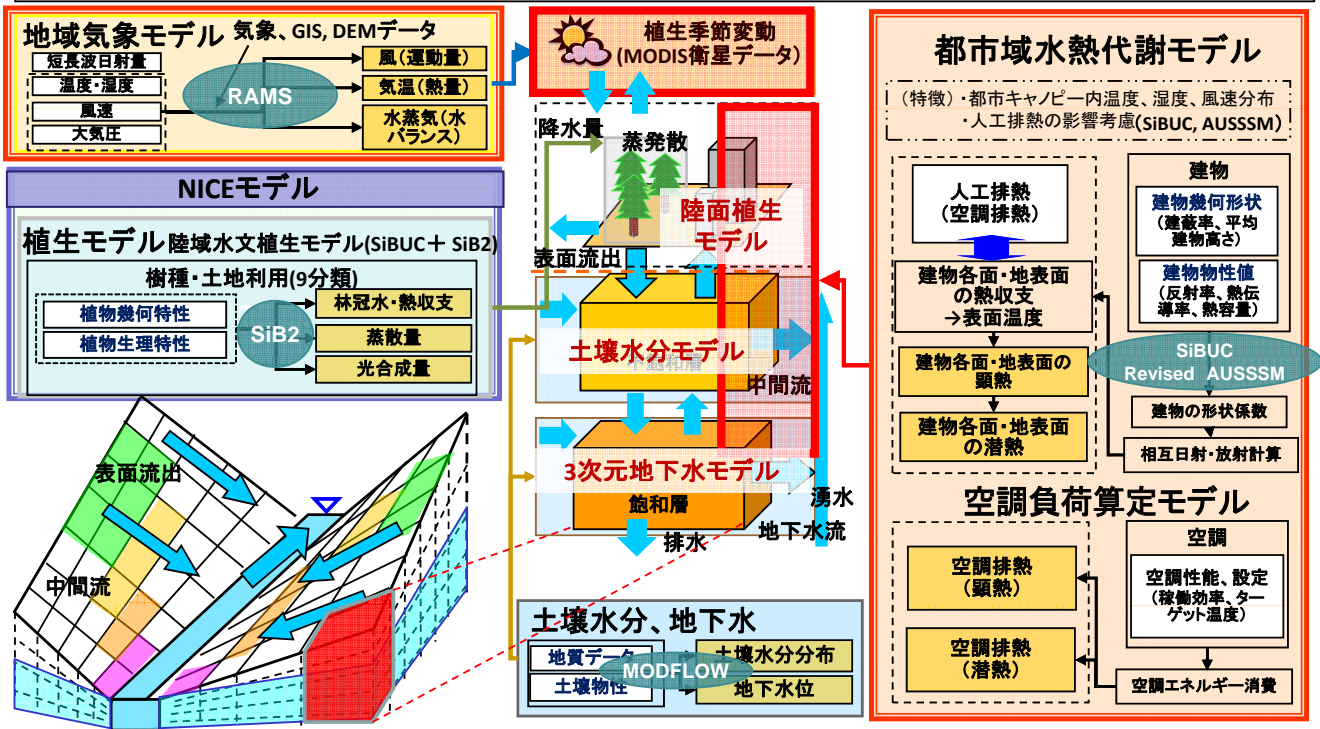 地域気象モデル
気象、GIS, DEMデータ
短長波日射量
温度・湿度
風速
大気圧
RAMS
風(運動量)
気温(熱量)
水蒸気(水
バランス)
植生季節変動
(MODIS衛星データ)
NICEモデル
植生モデル 陸域水文植生モデル(SiBUC+ SiB2)
樹種・土地利用(9分類)
植物幾何特性
植物生理特性
SiB2
林冠水・熱収支
蒸散量
光合成量
降水量
蒸発散
陸面植生
モデル
表面流出
土壌水分モデル
中間流
3次元地下水モデル
飽和層
湧水
地下水流
排水
表面流出
中間流
土壌水分、地下水
地質データ
土壌物性
MODFLOW
土壌水分分布
地下水位
都市域水熱代謝モデル
(特徴)・都市キャノピー内温度、湿度、風速分布
・人工排熱の影響考慮(SiBUC, AUSSSM)
人工排熱
(空調排熱)
建物各面・地表面
の熱収支
→表面温度
建物各面・地表面の
顕熱
建物各面・地表面
の潜熱
建物
建物幾何形状
(建蔽率、平均
建物高さ)
建物物性値
(反射率、熱伝
導率、熱容量)
SiBUC
Revised AUSSSM
建物の形状係数
相互日射・放射計算
空調負荷算定モデル
空調排熱
(顕熱)
空調排熱
(潜熱)
空調
空調性能、設定
(稼働効率、ター
ゲット温度)
空調エネルギー消費